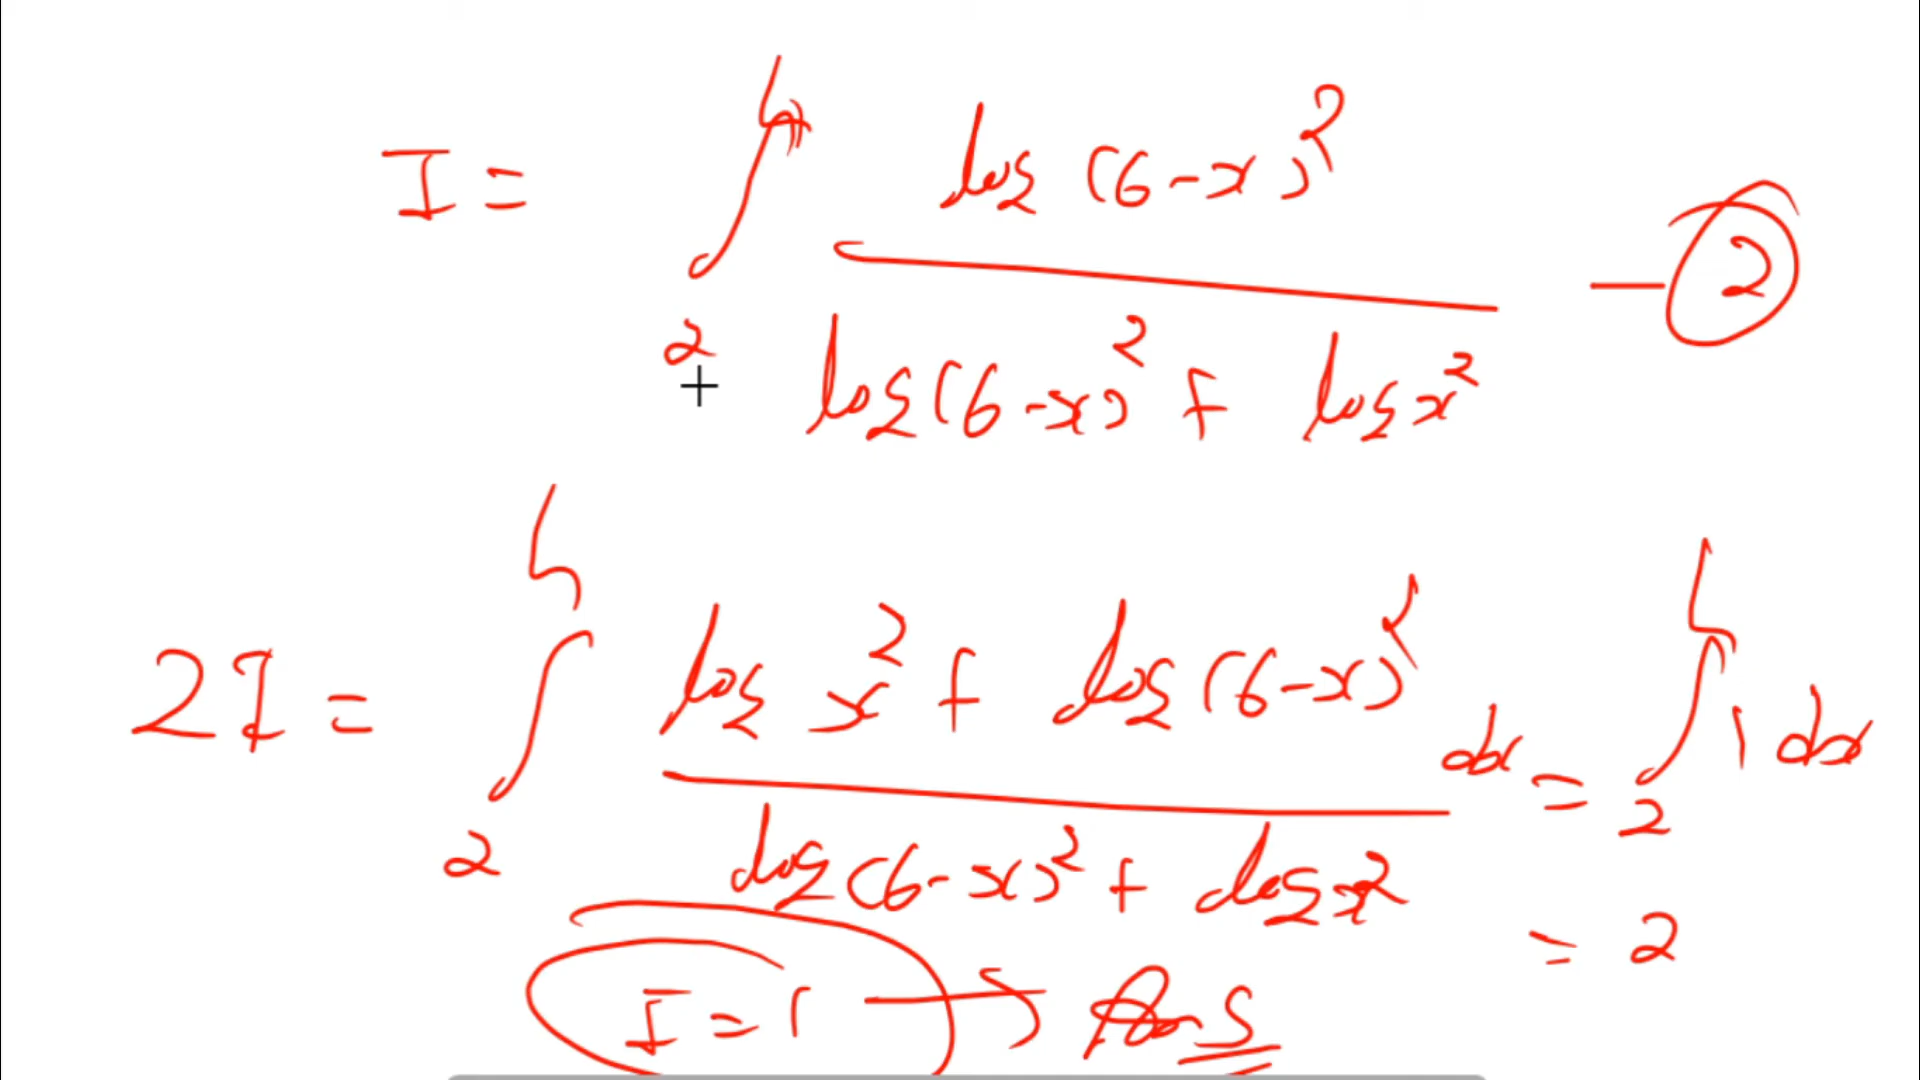 I = ∫₂⁴ log (6-x)² / log(6-x)² + log x² — ②
2I = ∫₂⁴ log x² + log (6-x)² / log (6-x)² + log x² dx = ∫₂⁴ 1 dx
= 2
I = 1 → Ans